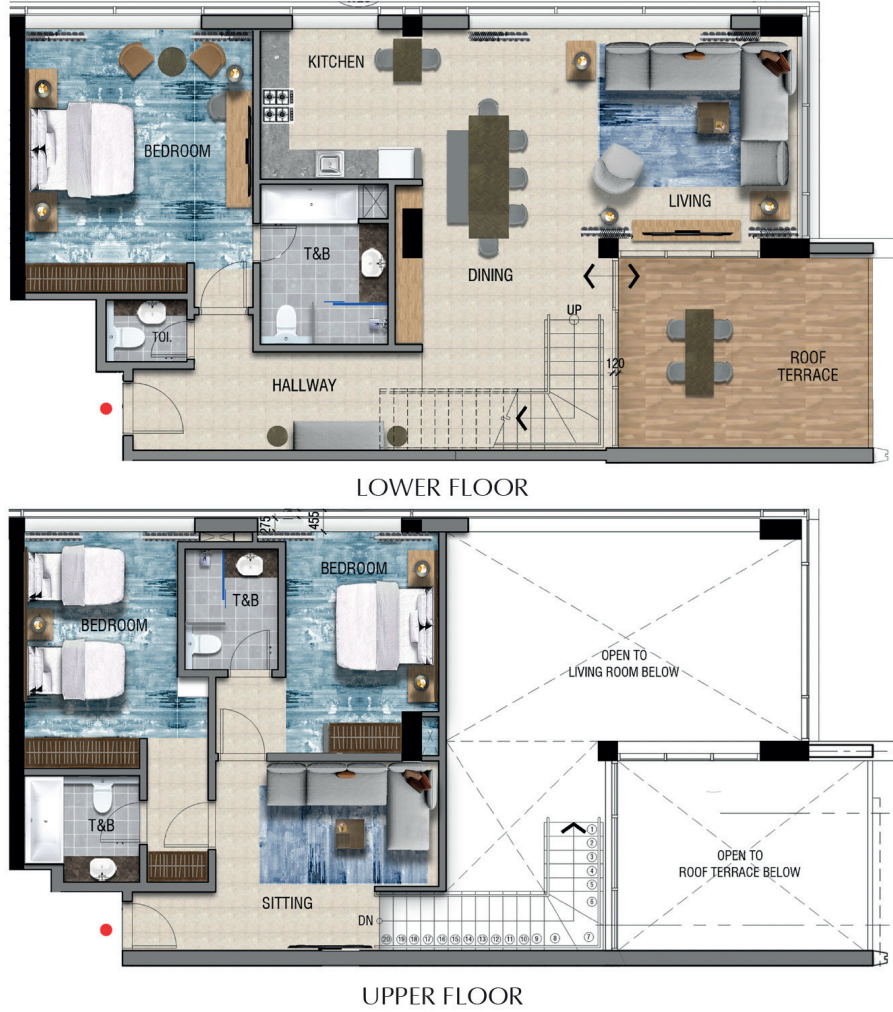 KITCHEN
BEDROOM
LIVING
T&B
DINING
UP
TOI.
120
ROOF
TERRACE
HALLWAY
LOWER FLOOR
275
455
BEDROOM
T&B
BEDROOM
OPEN TO
LIVING ROOM BELOW
T&B
OPEN TO
ROOF TERRACE BELOW
1
2
3
4
5
6
SITTING
DN
20 19 18 17 16 15 14 13 12 11 10 9 8 7
UPPER FLOOR